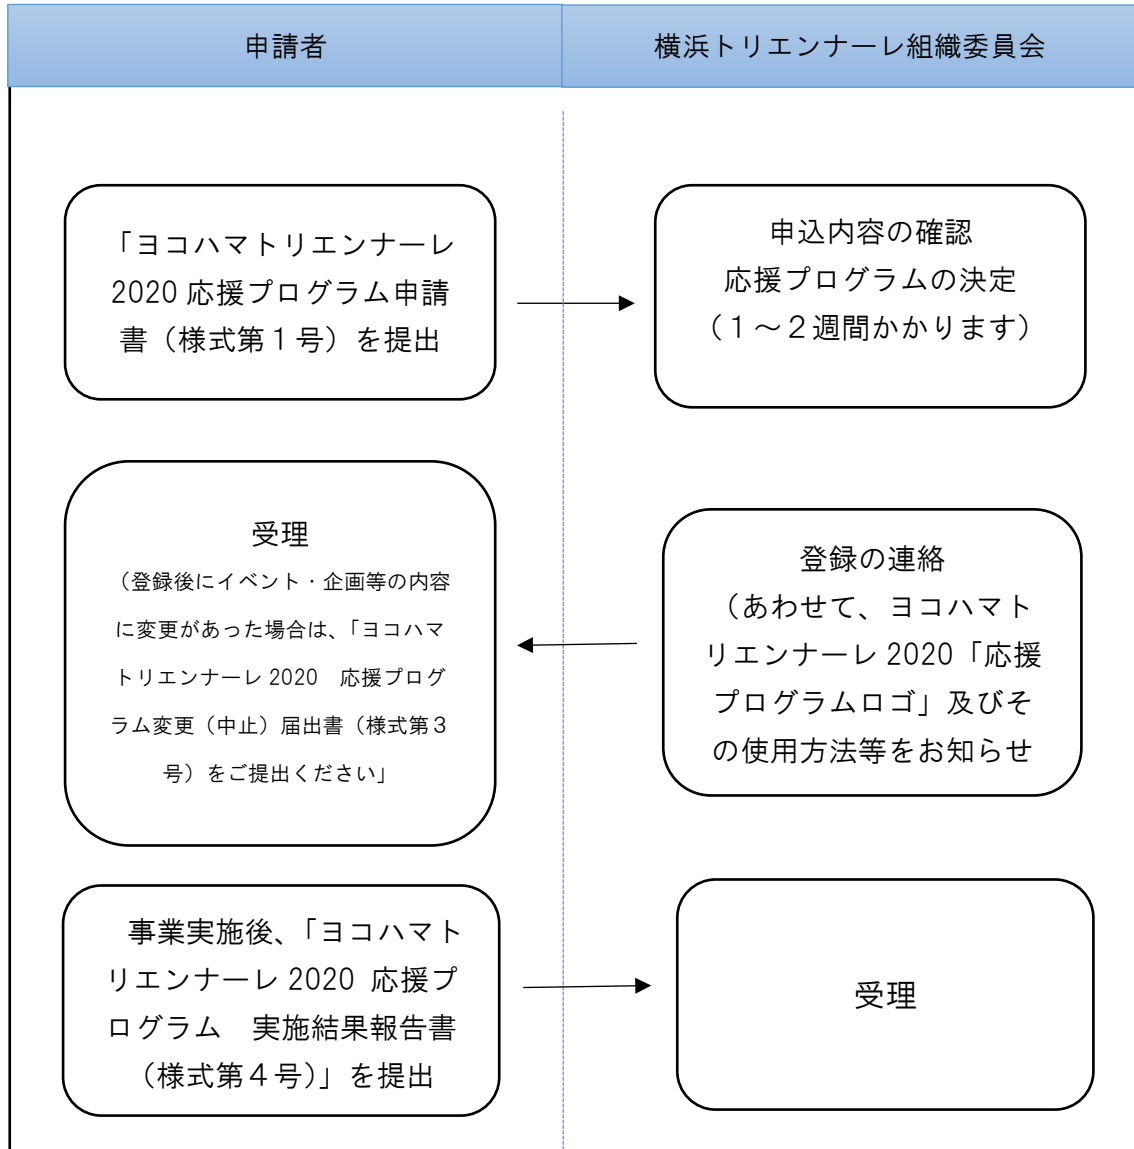 申請者
横浜トリエンナーレ組織委員会
「ヨコハマトリエンナーレ
2020 応援プログラム申請
書（様式第１号）を提出
申込内容の確認
応援プログラムの決定
（１～２週間かかります）
受理
（登録後にイベント・企画等の内容
に変更があった場合は、「ヨコハマ
トリエンナーレ 2020　応援プログ
ラム変更（中止）届出書（様式第３
号）をご提出ください」
登録の連絡
（あわせて、ヨコハマト
リエンナーレ 2020「応援
プログラムロゴ」及びそ
の使用方法等をお知らせ
事業実施後、「ヨコハマト
リエンナーレ 2020 応援プ
ログラム　実施結果報告書
（様式第４号）」を提出
受理